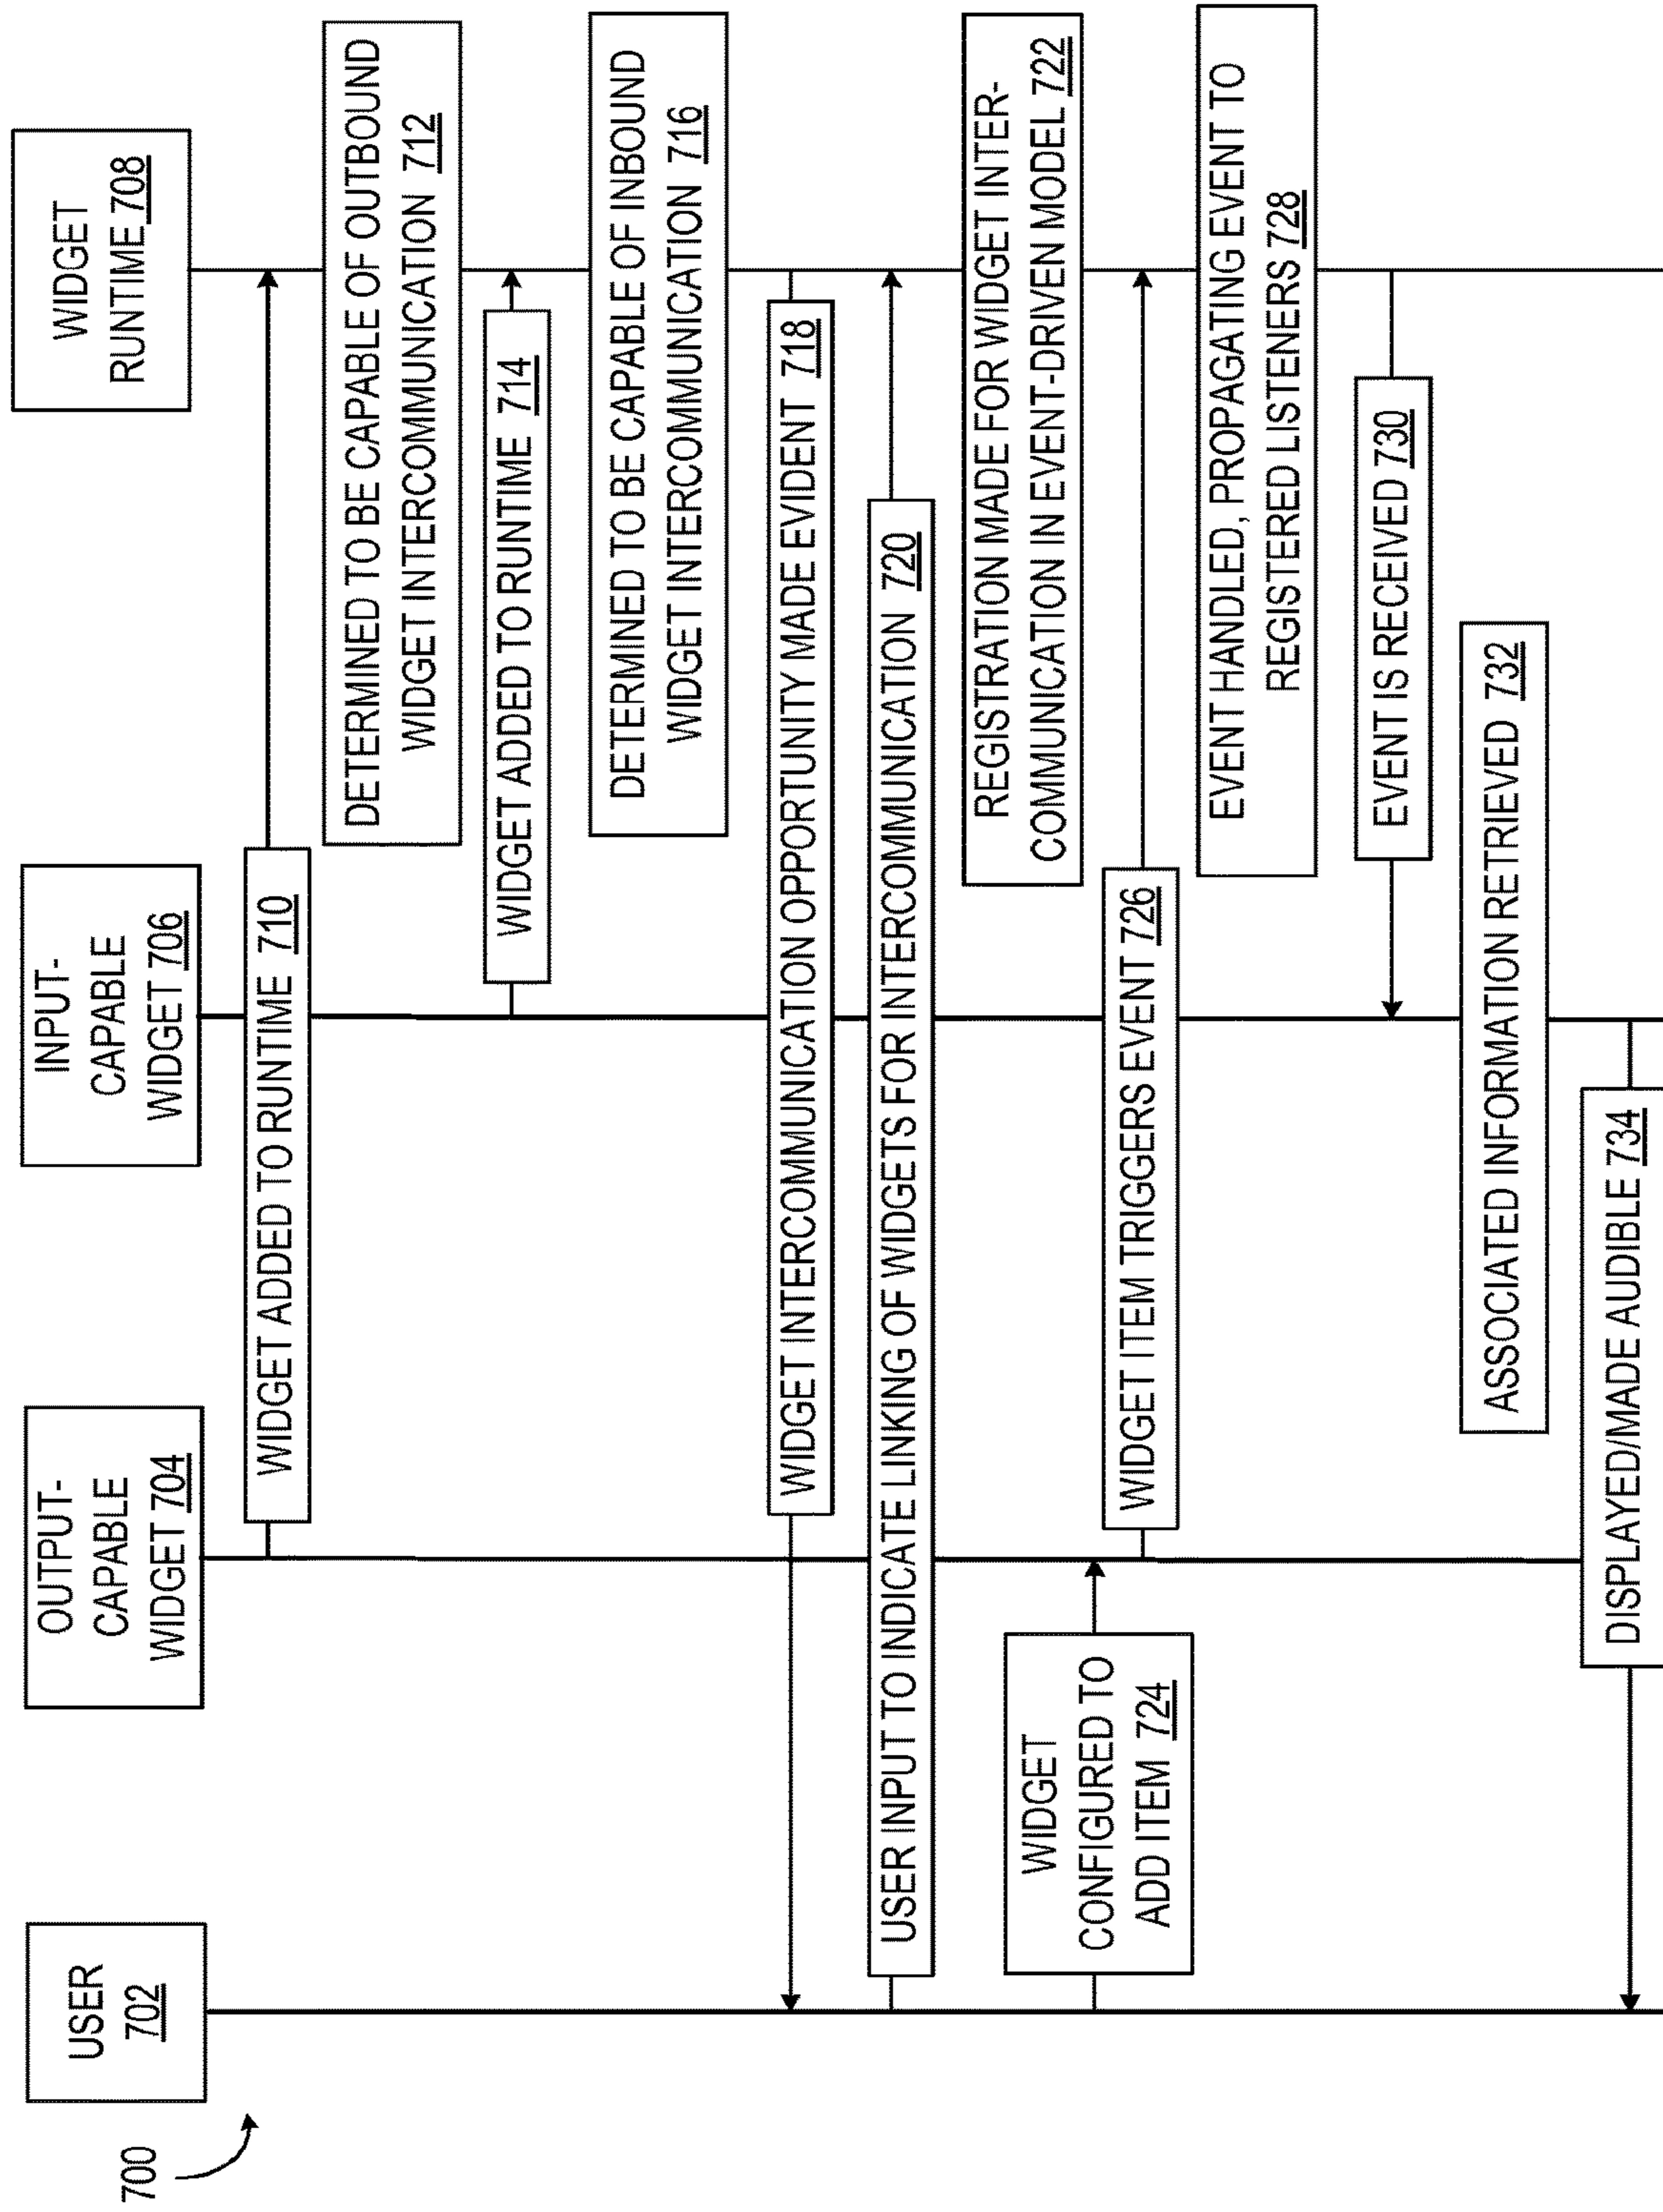 700
USER
702
OUTPUT-
CAPABLE
WIDGET 704
INPUT-
CAPABLE
WIDGET 706
WIDGET
RUNTIME 708
WIDGET ADDED TO RUNTIME 710
DETERMINED TO BE CAPABLE OF OUTBOUND
WIDGET INTERCOMMUNICATION 712
WIDGET ADDED TO RUNTIME 714
DETERMINED TO BE CAPABLE OF INBOUND
WIDGET INTERCOMMUNICATION 716
WIDGET INTERCOMMUNICATION OPPORTUNITY MADE EVIDENT 718
USER INPUT TO INDICATE LINKING OF WIDGETS FOR INTERCOMMUNICATION 720
REGISTRATION MADE FOR WIDGET INTER-
COMMUNICATION IN EVENT-DRIVEN MODEL 722
WIDGET
CONFIGURED TO
ADD ITEM 724
WIDGET ITEM TRIGGERS EVENT 726
EVENT HANDLED, PROPAGATING EVENT TO
REGISTERED LISTENERS 728
EVENT IS RECEIVED 730
ASSOCIATED INFORMATION RETRIEVED 732
DISPLAYED/MADE AUDIBLE 734